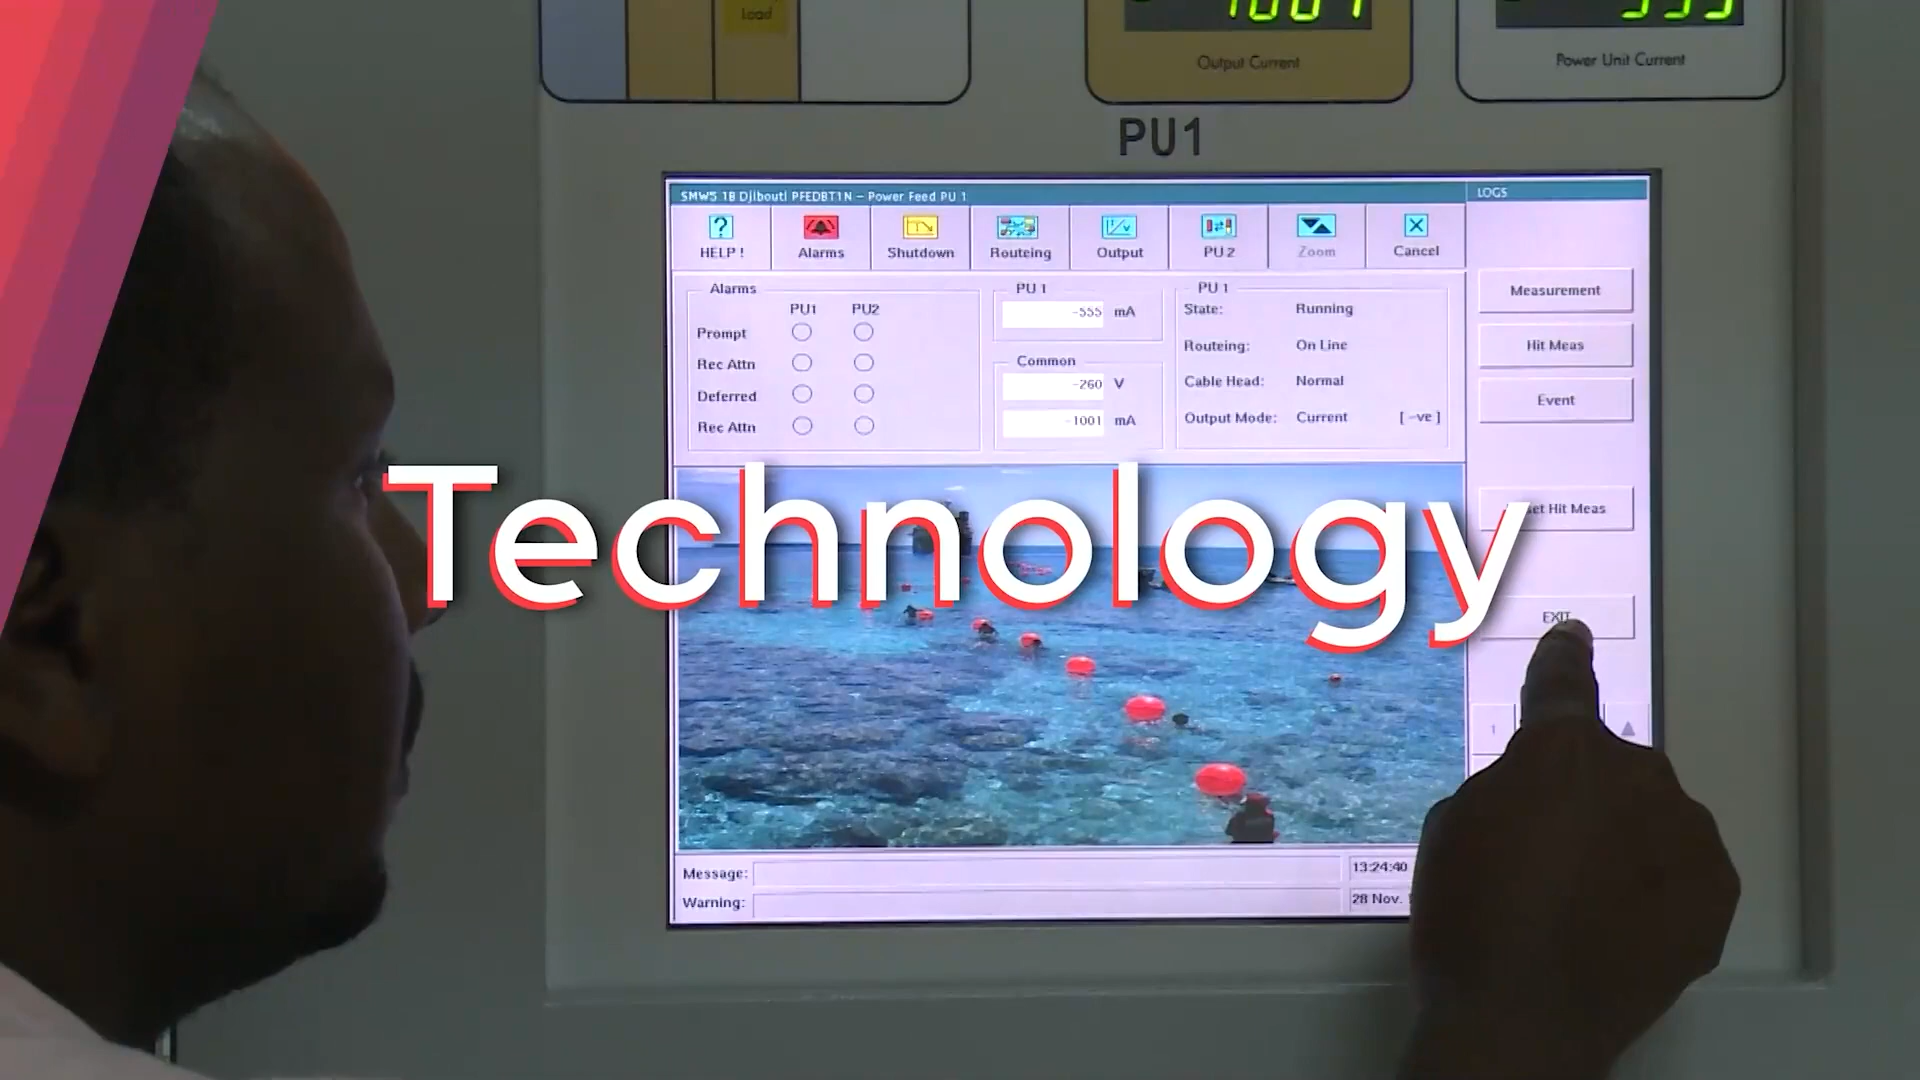 Load
1001
555
Output Current
Power Unit Current
PU1
SMW5 1B Djibouti PFEDBT1N – Power Feed PU 1
LOGS
HELP !
Alarms
Shutdown
Routeing
Output
PU 2
Zoom
Cancel
Measurement
Hit Meas
Event
Alarms
PU1 PU2
Prompt
Rec Attn
Deferred
Rec Attn
PU 1
-555 mA
Common
-260 V
-1001 mA
PU 1
State: Running
Routeing: On Line
Cable Head: Normal
Output Mode: Current [ -ve ]
Technology
Hit Meas
EXIT
1
Message:
13:24:40
Warning:
28 Nov.